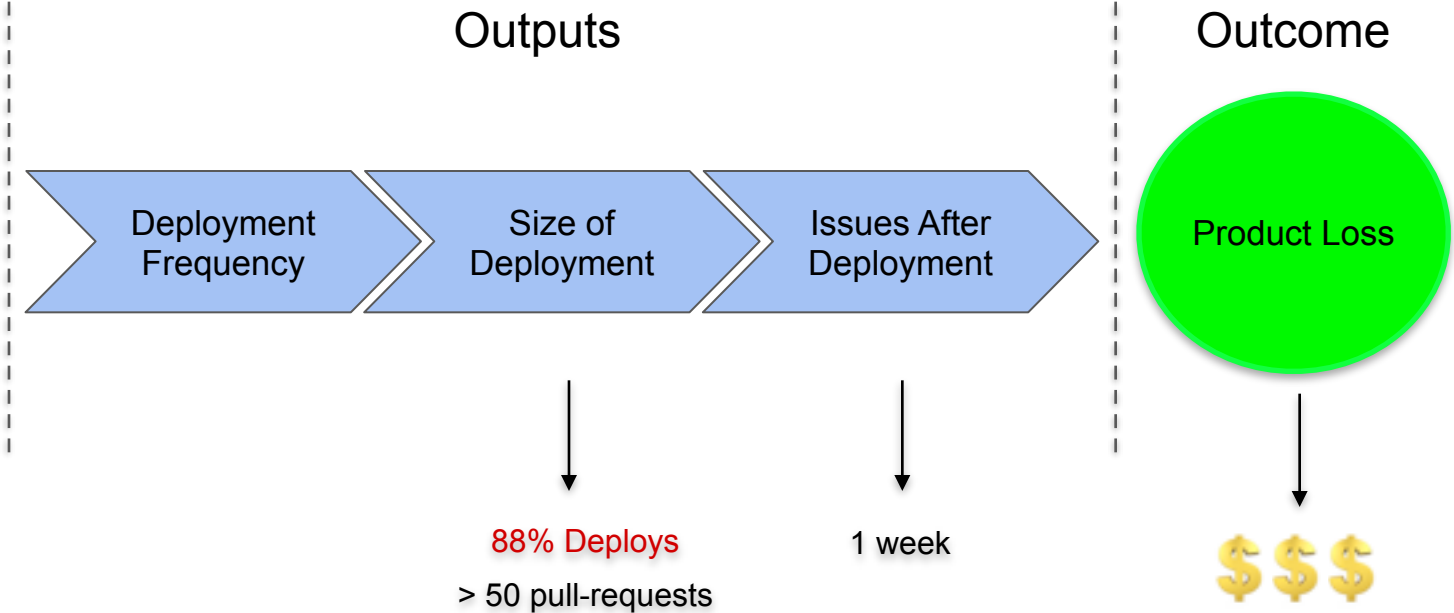 Outputs
Outcome
Deployment
Frequency
Size of
Deployment
Issues After
Deployment
Product Loss
88% Deploys
> 50 pull-requests
1 week
$ $ $